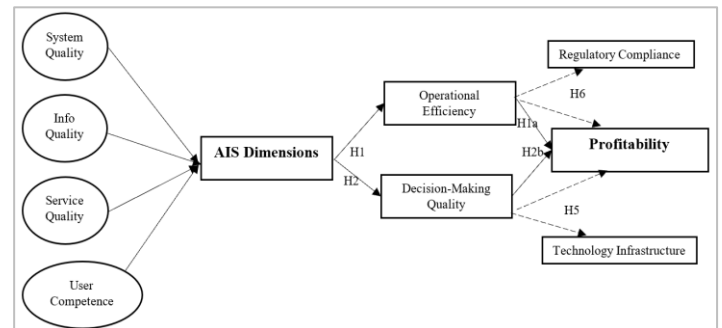 System
Quality
Info
Quality
Service
Quality
User
Competence
AIS Dimensions
H1
H2
Operational
Efficiency
Decision-Making
Quality
H1a
H2b
H6
H5
Regulatory Compliance
Profitability
Technology Infrastructure